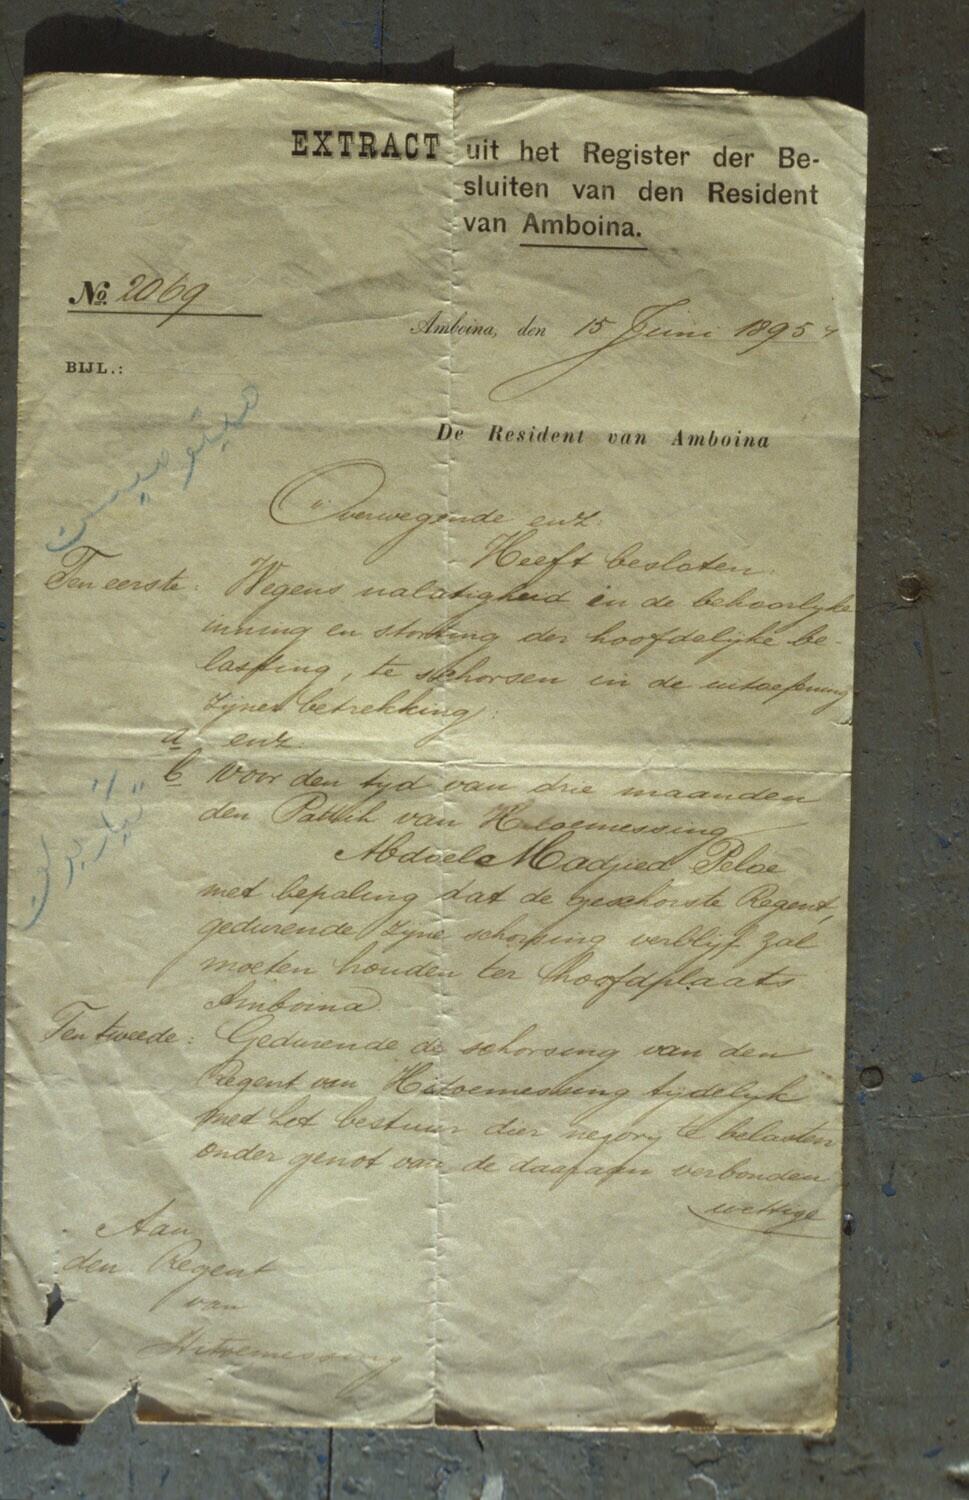 EXTRACT uit het Register der Be-
sluiten van den Resident
van Amboina.
No. 2069
Amboina, den 15 Juni 1895
BIJL.:
De Resident van Amboina
Overwegende enz.
Heeft besloten:
Ten eerste: Wegens nalatigheid in de behoorlyke
inning en storting der hoofdelijke be-
lasting, te schorsen in de uitoefening
zijner betrekking:
a enz.
b voor den tijd van drie maanden
den Pattih van Hitoemessing
Abdoel Madjied Peloe
met bepaling dat de geschorste Regent,
gedurende zijne schorsing verblijf zal
moeten houden ter hoofdplaats
Amboina.
Ten tweede: Gedurende de schorsing van den
Regent van Hitoemessing tijdelijk
met het bestuur dier negory te belasten
onder genot van de daaraan verbonden
wettige
Aan
den Regent
van
Hitoemessing